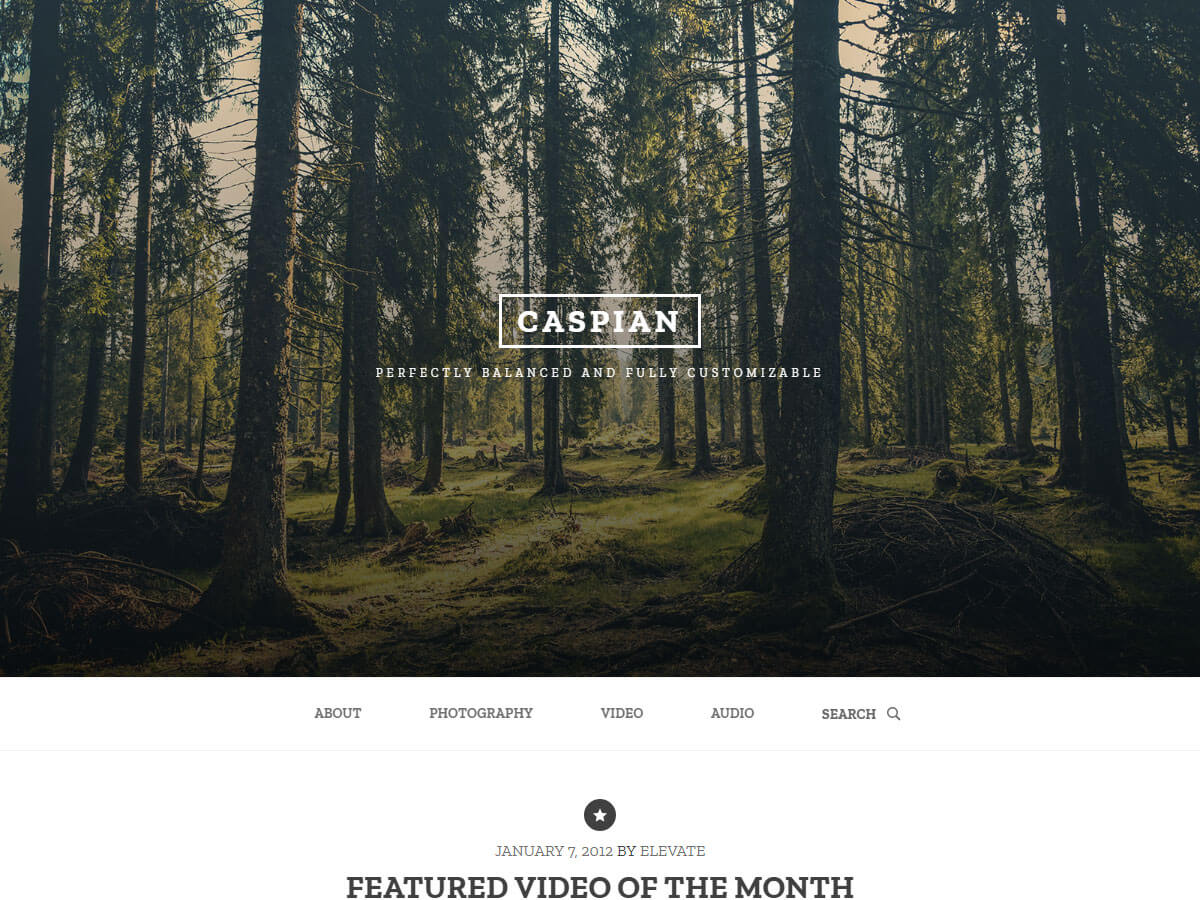 CASPIAN
PERFECTLY BALANCED AND FULLY CUSTOMIZABLE
ABOUT PHOTOGRAPHY VIDEO AUDIO SEARCH
JANUARY 7, 2012 BY ELEVATE
FEATURED VIDEO OF THE MONTH